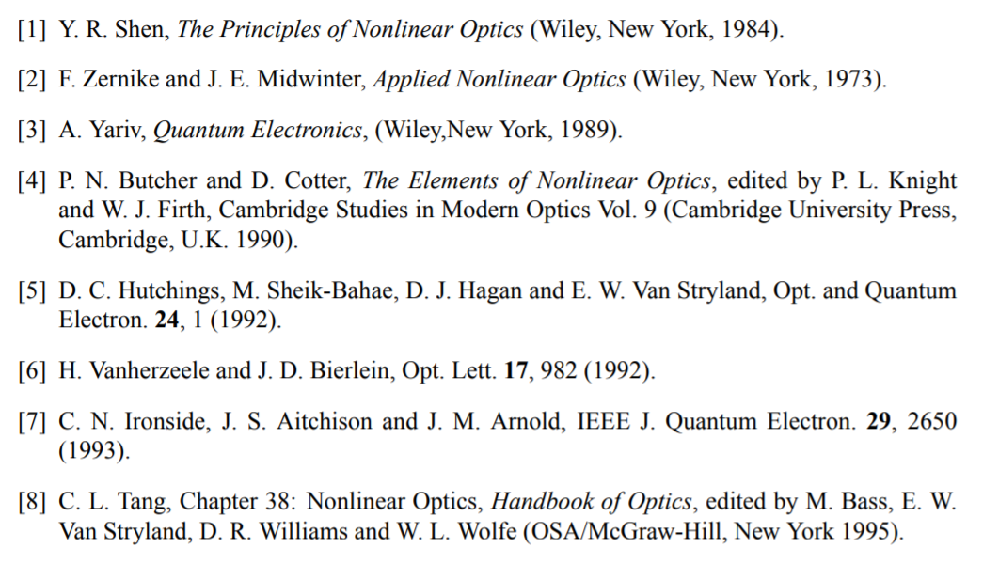 [1] Y. R. Shen, The Principles of Nonlinear Optics (Wiley, New York, 1984).
[2] F. Zernike and J. E. Midwinter, Applied Nonlinear Optics (Wiley, New York, 1973).
[3] A. Yariv, Quantum Electronics, (Wiley,New York, 1989).
[4] P. N. Butcher and D. Cotter, The Elements of Nonlinear Optics, edited by P. L. Knight
and W. J. Firth, Cambridge Studies in Modern Optics Vol. 9 (Cambridge University Press,
Cambridge, U.K. 1990).
[5] D. C. Hutchings, M. Sheik-Bahae, D. J. Hagan and E. W. Van Stryland, Opt. and Quantum
Electron. 24, 1 (1992).
[6] H. Vanherzeele and J. D. Bierlein, Opt. Lett. 17, 982 (1992).
[7] C. N. Ironside, J. S. Aitchison and J. M. Arnold, IEEE J. Quantum Electron. 29, 2650
(1993).
[8] C. L. Tang, Chapter 38: Nonlinear Optics, Handbook of Optics, edited by M. Bass, E. W.
Van Stryland, D. R. Williams and W. L. Wolfe (OSA/McGraw-Hill, New York 1995).